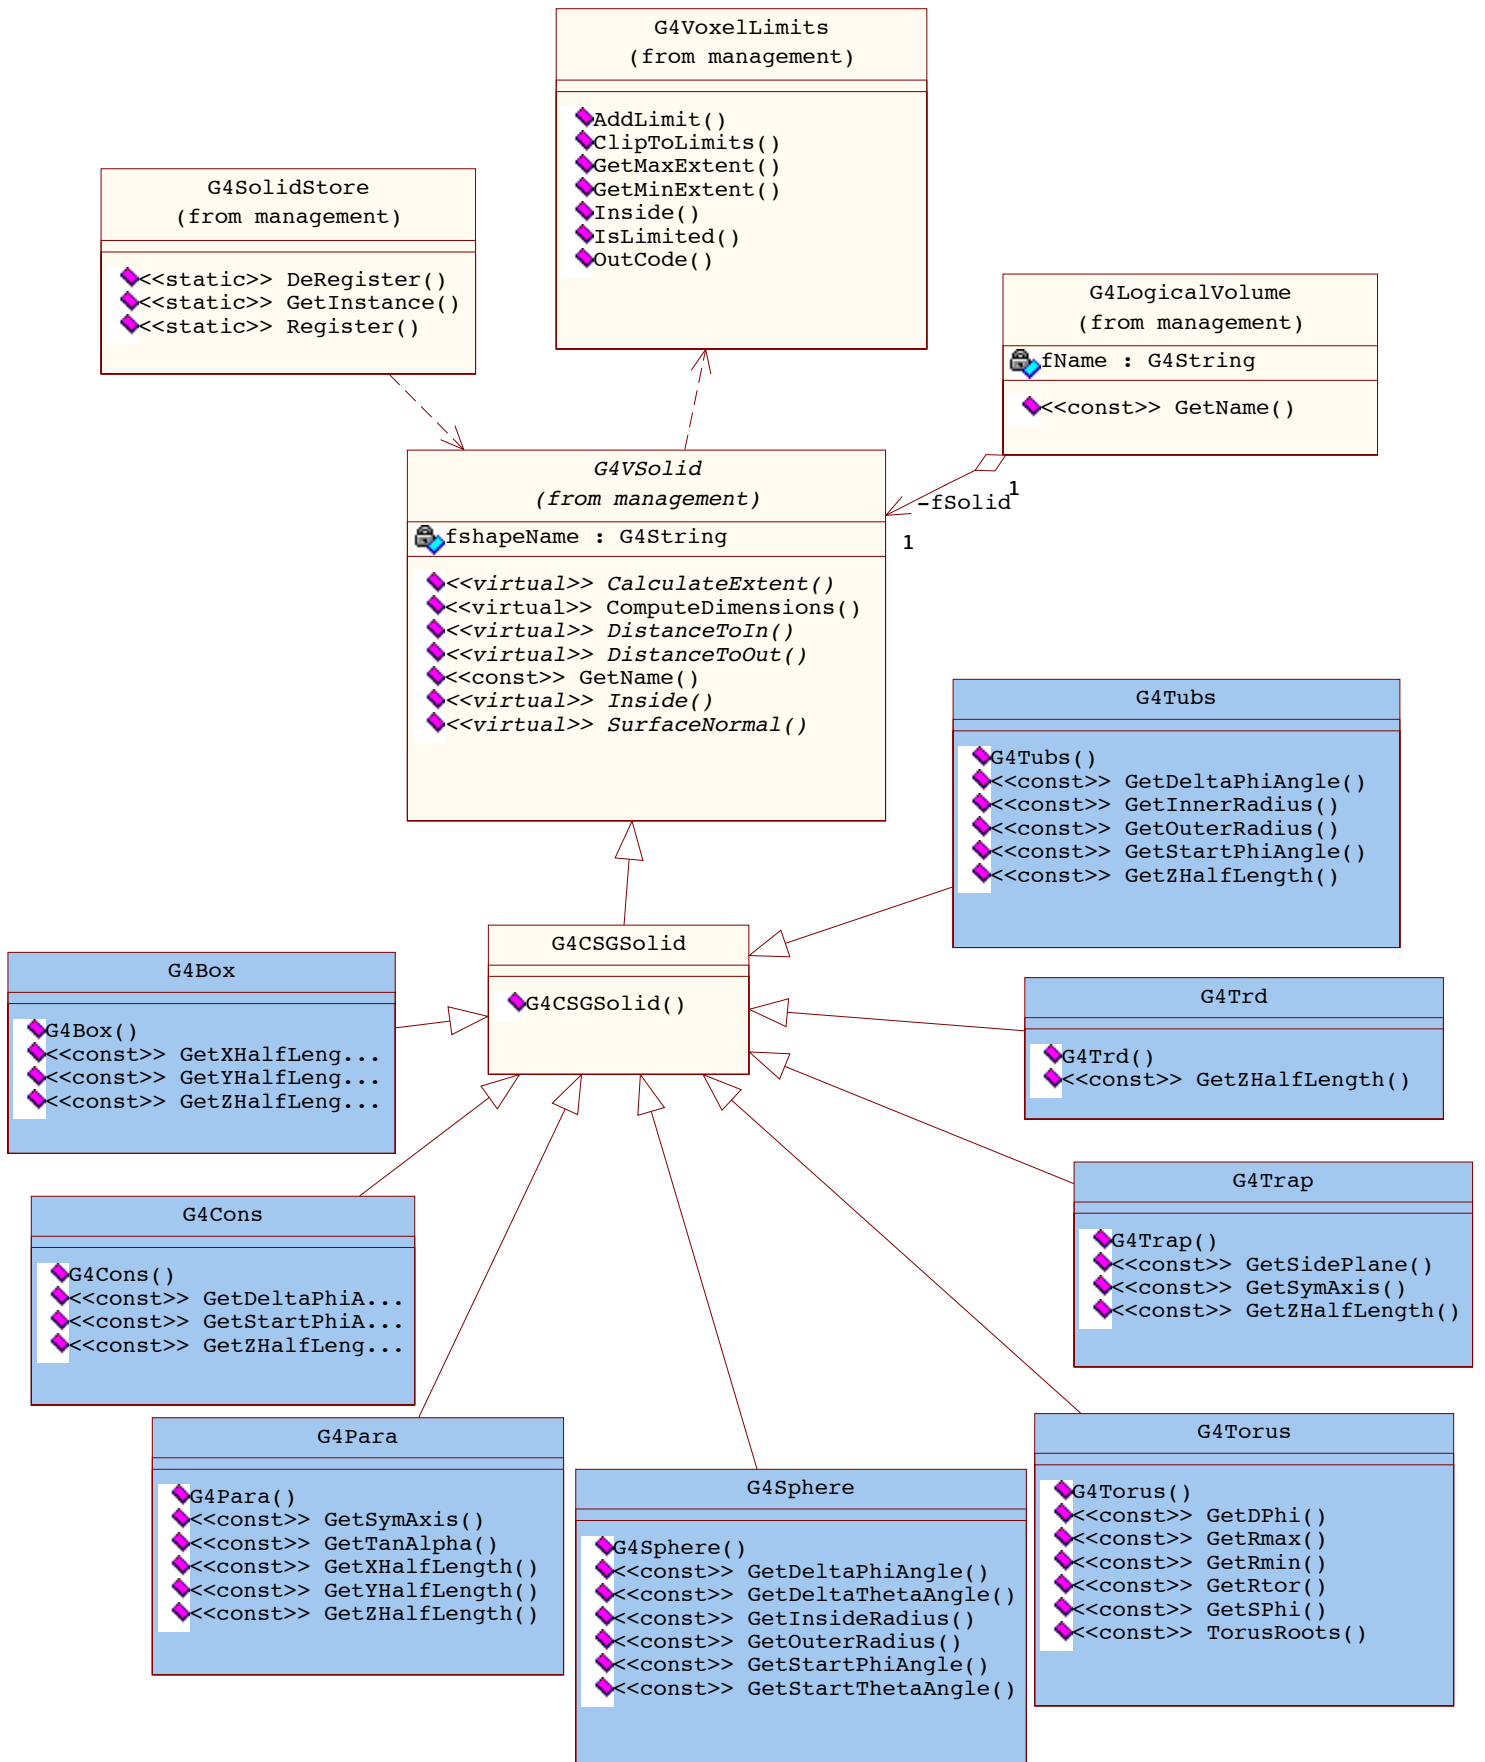 G4VoxelLimits
(from management)
AddLimit()
ClipToLimits()
GetMaxExtent()
GetMinExtent()
Inside()
IsLimited()
OutCode()
G4SolidStore
(from management)
<<static>> DeRegister()
<<static>> GetInstance()
<<static>> Register()
G4LogicalVolume
(from management)
fName : G4String
<<const>> GetName()
1
-fSolid
1
G4VSolid
(from management)
fshapeName : G4String
<<virtual>> CalculateExtent()
<<virtual>> ComputeDimensions()
<<virtual>> DistanceToIn()
<<virtual>> DistanceToOut()
<<const>> GetName()
<<virtual>> Inside()
<<virtual>> SurfaceNormal()
G4Tubs
G4Tubs()
<<const>> GetDeltaPhiAngle()
<<const>> GetInnerRadius()
<<const>> GetOuterRadius()
<<const>> GetStartPhiAngle()
<<const>> GetZHalfLength()
G4CSGSolid
G4CSGSolid()
G4Box
G4Box()
<<const>> GetXHalfLeng...
<<const>> GetYHalfLeng...
<<const>> GetZHalfLeng...
G4Trd
G4Trd()
<<const>> GetZHalfLength()
G4Trap
G4Trap()
<<const>> GetSidePlane()
<<const>> GetSymAxis()
<<const>> GetZHalfLength()
G4Cons
G4Cons()
<<const>> GetDeltaPhiA...
<<const>> GetStartPhiA...
<<const>> GetZHalfLeng...
G4Para
G4Para()
<<const>> GetSymAxis()
<<const>> GetTanAlpha()
<<const>> GetXHalfLength()
<<const>> GetYHalfLength()
<<const>> GetZHalfLength()
G4Sphere
G4Sphere()
<<const>> GetDeltaPhiAngle()
<<const>> GetDeltaThetaAngle()
<<const>> GetInsideRadius()
<<const>> GetOuterRadius()
<<const>> GetStartPhiAngle()
<<const>> GetStartThetaAngle()
G4Torus
G4Torus()
<<const>> GetDPhi()
<<const>> GetRmax()
<<const>> GetRmin()
<<const>> GetRtor()
<<const>> GetSPhi()
<<const>> TorusRoots()